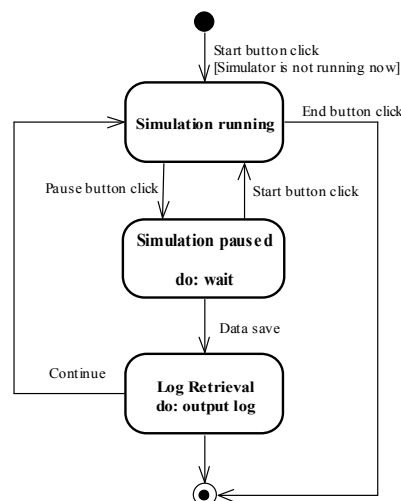 Start button click
[Simulator is not running now]
Simulation running
End button click
Pause button click
Start button click
Simulation paused
do: wait
Data save
Continue
Log Retrieval
do: output log